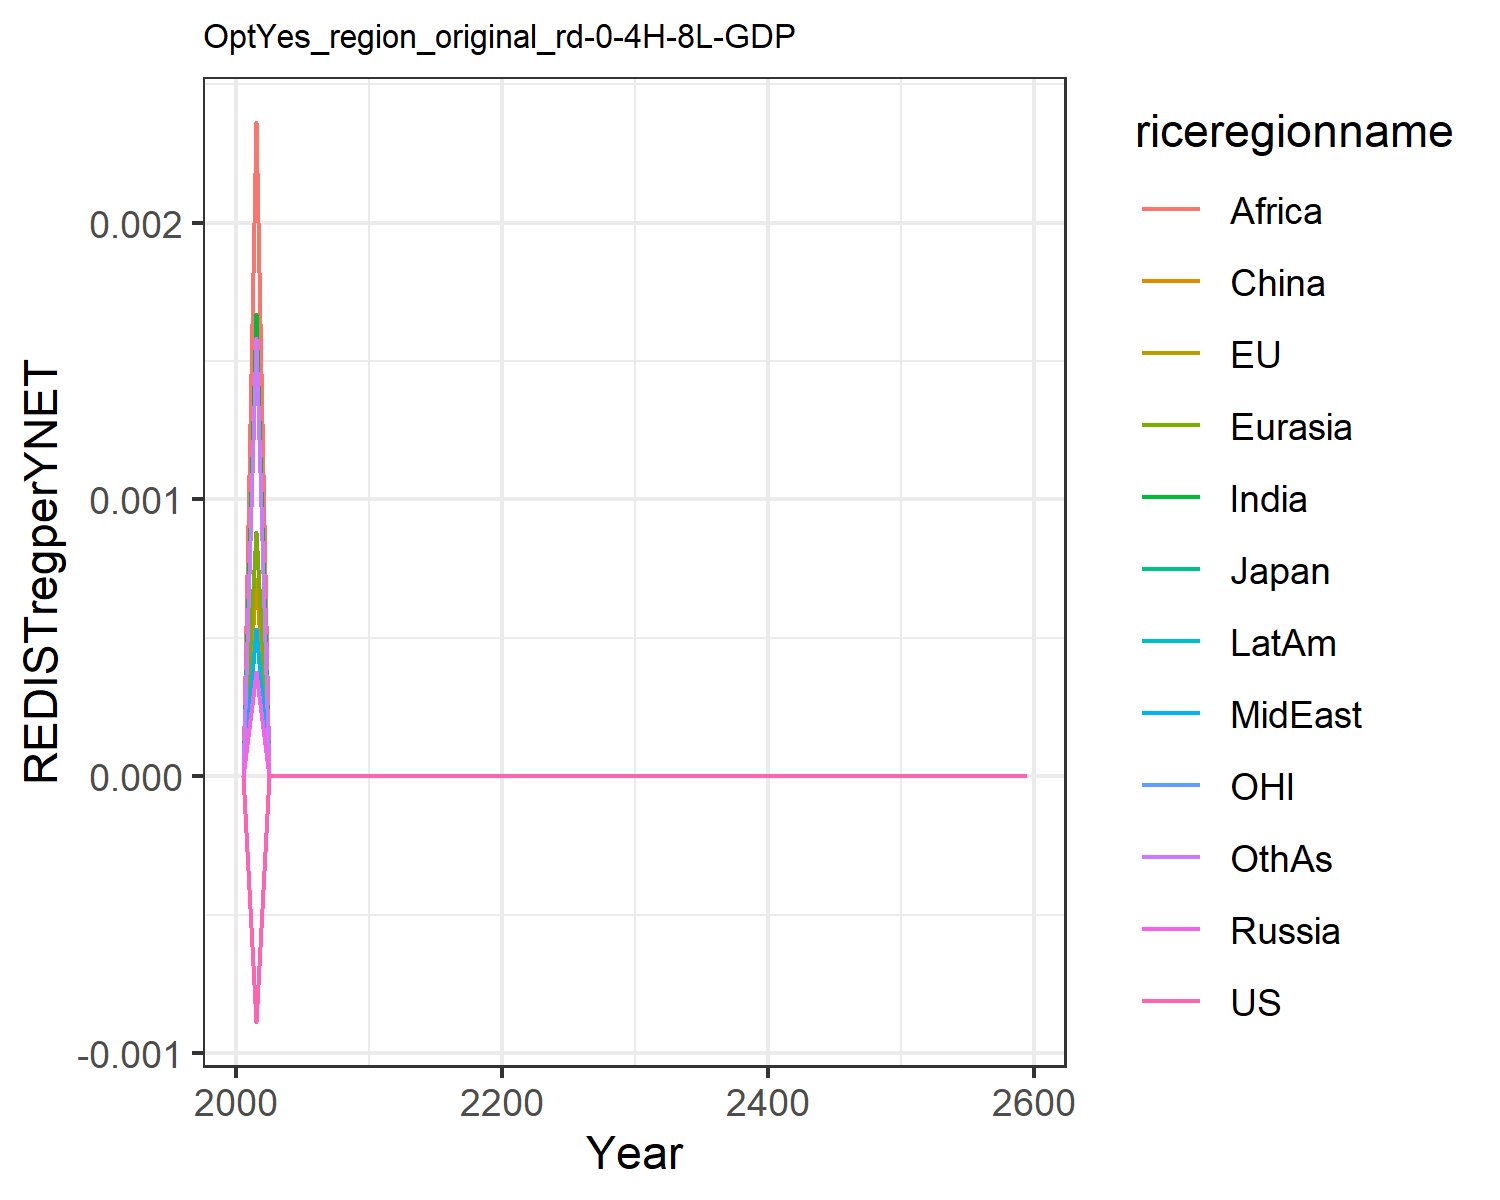 OptYes_region_original_rd-0-4H-8L-GDP
REDISTregperYNET
0.002
0.001
0.000
-0.001
2000
2200
2400
2600
Year
riceregionname
Africa
China
EU
Eurasia
India
Japan
LatAm
MidEast
OHI
OthAs
Russia
US